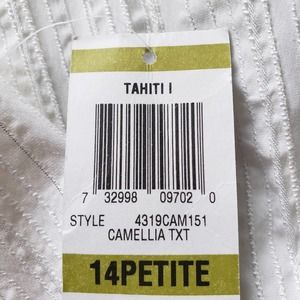 TAHITI I
7 32998 09702 0
STYLE 4319CAM151
CAMELLIA TXT
14PETITE